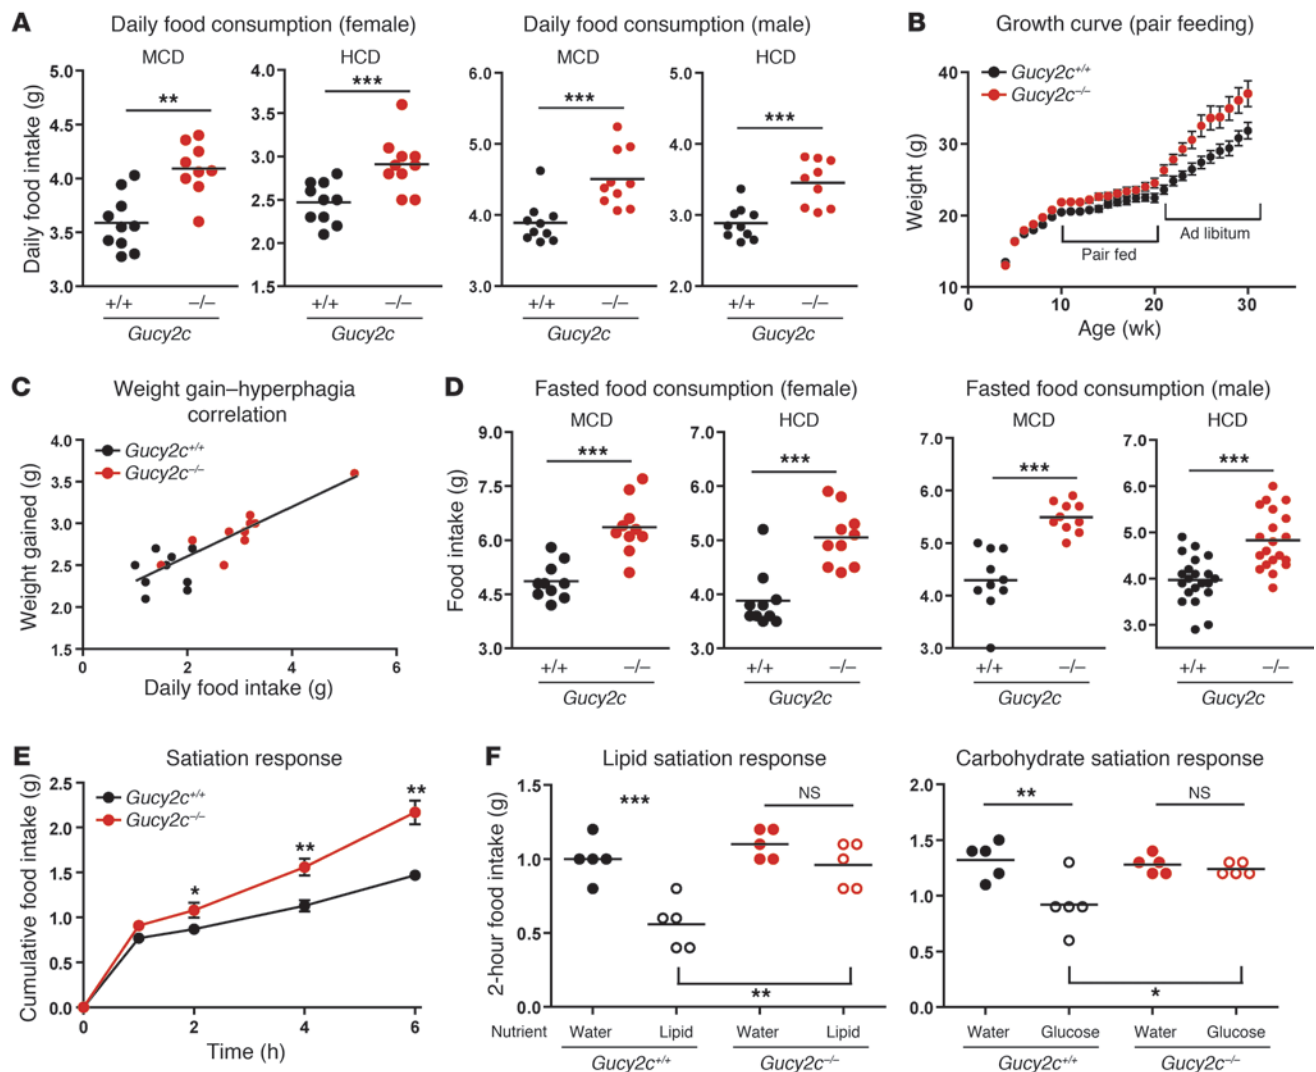 A
Daily food consumption (female)
Daily food consumption (male)
MCD
HCD
MCD
HCD
Daily food intake (g)
5.0
4.5
4.0
3.5
3.0
**
+/+
–/–
Gucy2c
4.0
3.5
3.0
2.5
2.0
1.5
***
+/+
–/–
Gucy2c
6.0
5.0
4.0
3.0
***
+/+
–/–
Gucy2c
5.0
4.0
3.0
2.0
***
+/+
–/–
Gucy2c
B
Growth curve (pair feeding)
Gucy2c+/+
Gucy2c–/–
Weight (g)
40
30
20
10
Pair fed
Ad libitum
0
10
20
30
Age (wk)
C
Weight gain–hyperphagia
correlation
Gucy2c+/+
Gucy2c–/–
Weight gained (g)
4.0
3.5
3.0
2.5
2.0
1.5
0
2
4
6
Daily food intake (g)
D
Fasted food consumption (female)
Fasted food consumption (male)
MCD
HCD
MCD
HCD
Food intake (g)
9.0
7.5
6.0
4.5
3.0
***
+/+
–/–
Gucy2c
7.0
6.0
5.0
4.0
3.0
***
+/+
–/–
Gucy2c
7.0
6.0
5.0
4.0
3.0
***
+/+
–/–
Gucy2c
7.0
6.0
5.0
4.0
3.0
***
+/+
–/–
Gucy2c
E
Satiation response
Gucy2c+/+
Gucy2c–/–
Cumulative food intake (g)
2.5
2.0
1.5
1.0
0.5
0.0
*
**
**
0
2
4
6
Time (h)
F
Lipid satiation response
2-hour food intake (g)
1.5
1.0
0.5
0.0
***
NS
**
Nutrient
Water
Lipid
Water
Lipid
Gucy2c+/+
Gucy2c–/–
Carbohydrate satiation response
2.0
1.5
1.0
0.5
0.0
**
NS
*
Water
Glucose
Water
Glucose
Gucy2c+/+
Gucy2c–/–